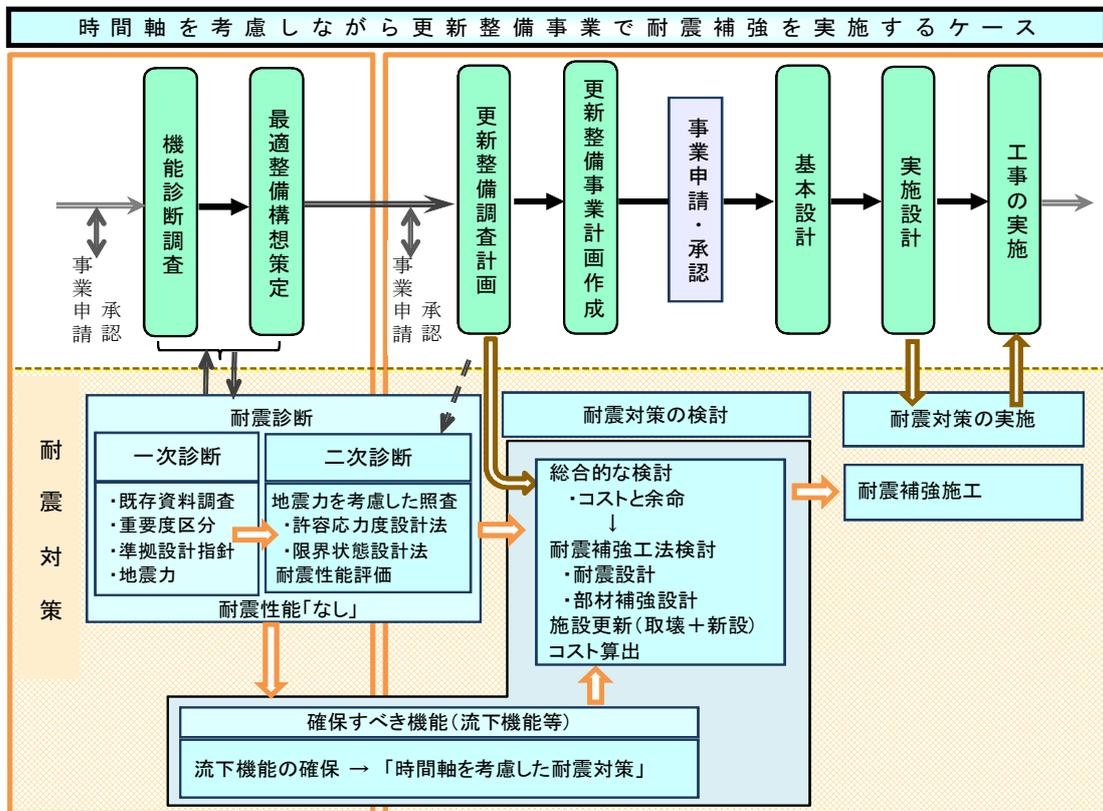 時間軸を考慮しながら更新整備事業で耐震補強を実施するケース
機能診断調査
最適整備構想策定
更新整備調査計画
更新整備事業計画作成
事業申請・承認
基本設計
実施設計
工事の実施
事業申請
承認
事業申請
承認
耐震対策
耐震診断
一次診断
・既存資料調査
・重要度区分
・準拠設計指針
・地震力
二次診断
地震力を考慮した照査
・許容応力度設計法
・限界状態設計法
耐震性能評価
耐震性能「なし」
耐震対策の検討
総合的な検討
・コストと余命
↓
耐震補強工法検討
・耐震設計
・部材補強設計
施設更新(取壊+新設)
コスト算出
耐震対策の実施
耐震補強施工
確保すべき機能(流下機能等)
流下機能の確保 → 「時間軸を考慮した耐震対策」